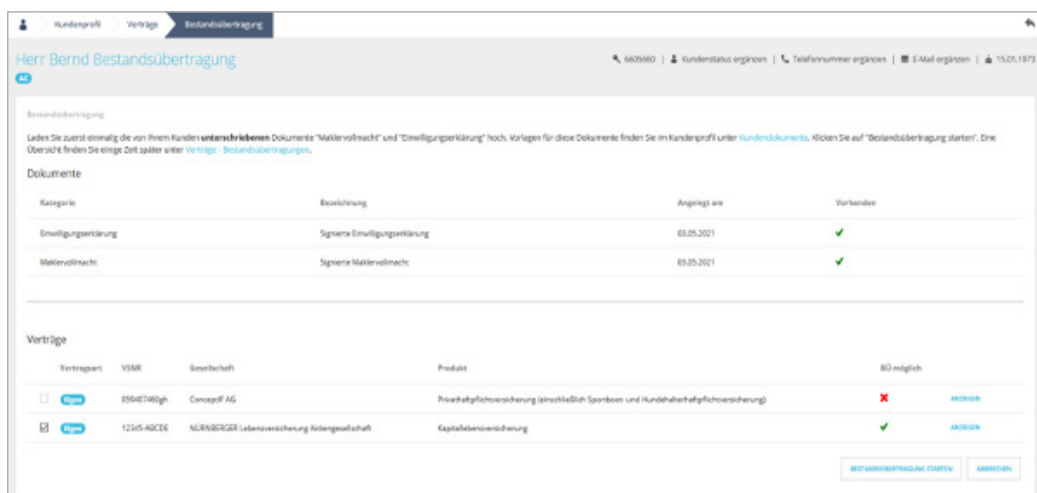 Kundenprofil Verträge Bestandsübertragung
Herr Bernd Bestandsübertragung
6605660 | Kundenstatus ergänzen | Telefonnummer ergänzen | E-Mail ergänzen | 15.01.1973
AC
Bestandsübertragung
Laden Sie zuerst einmalig die von Ihrem Kunden unterschriebenen Dokumente "Maklervollmacht" und "Einwilligungserklärung" hoch. Vorlagen für diese Dokumente finden Sie im Kundenprofil unter Kundendokumente. Klicken Sie auf "Bestandsübertragung starten". Eine
Übersicht finden Sie einige Zeit später unter Verträge - Bestandsübertragungen.
Dokumente
Kategorie Bezeichnung Angelegt am Vorhanden
Einwilligungserklärung Signierte Einwilligungserklärung 03.05.2021
Maklervollmacht Signierte Maklervollmacht 03.05.2021
Verträge
Vertragsart VSNR Gesellschaft Produkt BÜ möglich
Eigen 859407460gh ConceptIF AG Privathaftpflichtversicherung (einschließlich Sportboot- und Hundehalterhaftpflichtversicherung) ANZEIGEN
Eigen 12345-ABCDE NÜRNBERGER Lebensversicherung Aktiengesellschaft Kapitallebensversicherung ANZEIGEN
BESTANDSÜBERTRAGUNG STARTEN ABBRECHEN